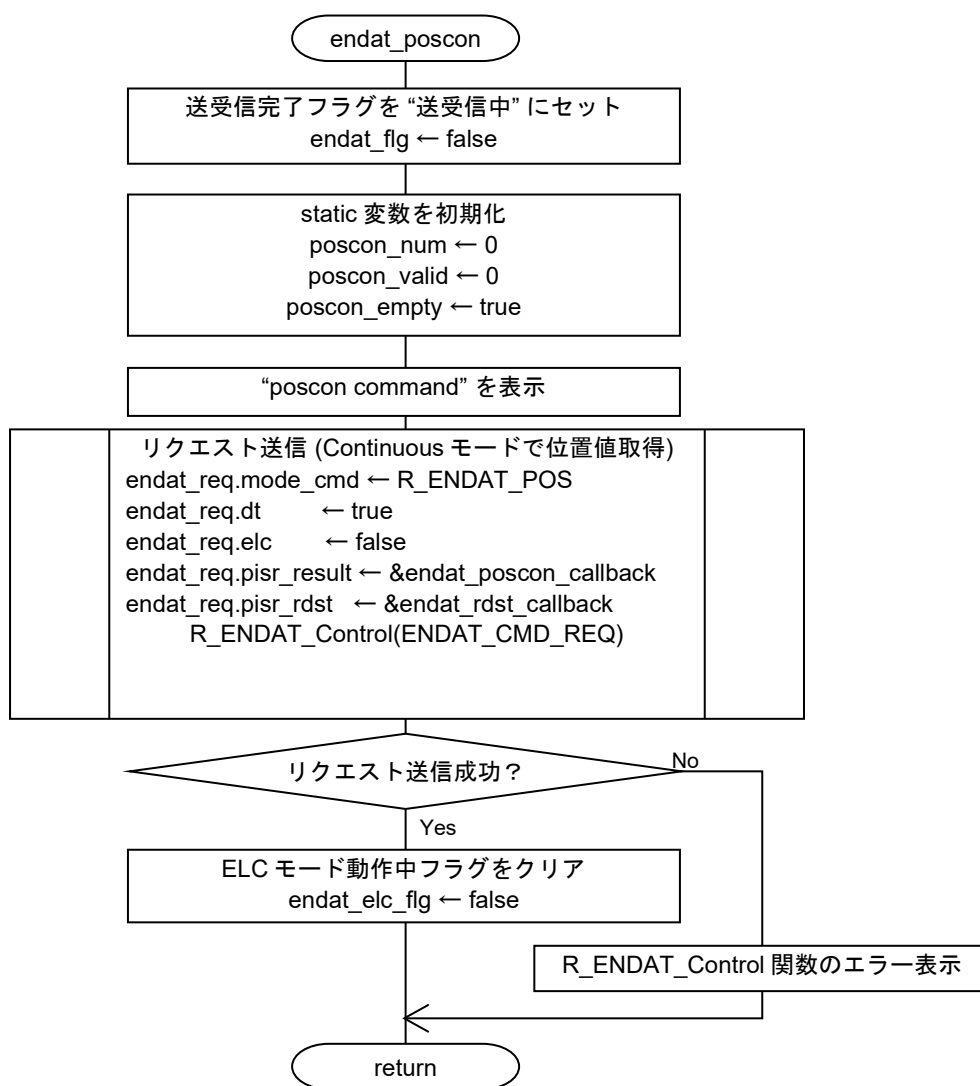 endat_poscon
送受信完了フラグを “送受信中” にセット
endat_flg ← false
static 変数を初期化
poscon_num ← 0
poscon_valid ← 0
poscon_empty ← true
“poscon command” を表示
リクエスト送信 (Continuous モードで位置値取得)
endat_req.mode_cmd ← R_ENDAT_POS
endat_req.dt ← true
endat_req.elc ← false
endat_req.pisr_result ← &endat_poscon_callback
endat_req.pisr_rdst ← &endat_rdst_callback
R_ENDAT_Control(ENDAT_CMD_REQ)
リクエスト送信成功？
No
Yes
ELC モード動作中フラグをクリア
endat_elc_flg ← false
R_ENDAT_Control 関数のエラー表示
return